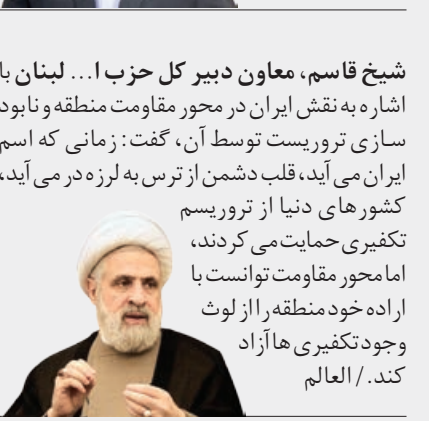 شیخ قاسم، معاون دبیر کل حزب ا... لبنان با
اشاره به نقش ایران در محور مقاومت منطقه و نابود
سازی تروریست توسط آن، گفت: زمانی که اسم
ایران می آید، قلب دشمن از ترس به لرزه در می آید،
کشورهای دنیا از تروریسم
تکفیری حمایت می کردند،
اما محور مقاومت توانست با
اراده خود منطقه را از لوث
وجود تکفیری ها آزاد
کند./ العالم